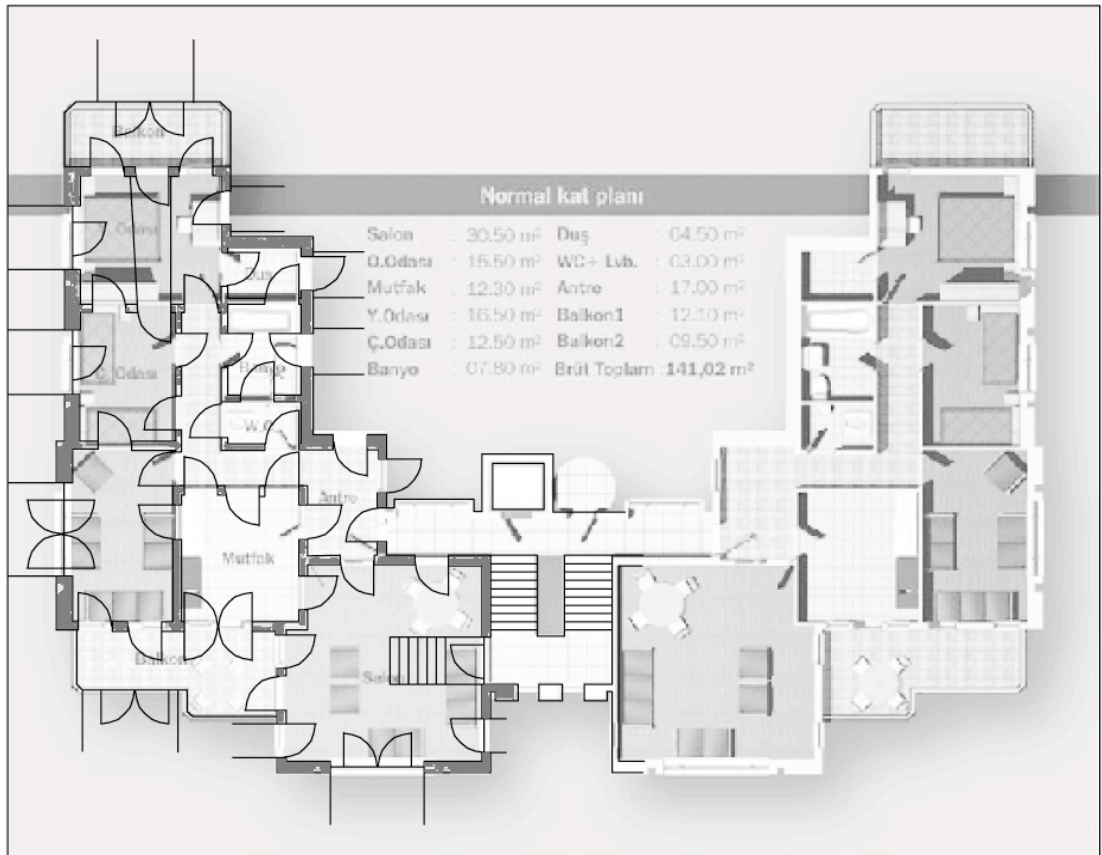 Balkon
Normal kat planı
Y. Odası
Salon : 30.50 m² Duş : 04.50 m²
O.Odası : 15.50 m² WC+ Lvb. : 03.00 m²
Duş
Mutfak : 12.30 m² Antre : 17.00 m²
Y.Odası : 16.50 m² Balkon1 : 12.10 m²
Ç.Odası : 12.50 m² Balkon2 : 09.50 m²
Ç. Odası
Banyo
Banyo : 07.80 m² Brüt Toplam : 141,02 m²
W.C
Antre
Mutfak
Balkon
Salon